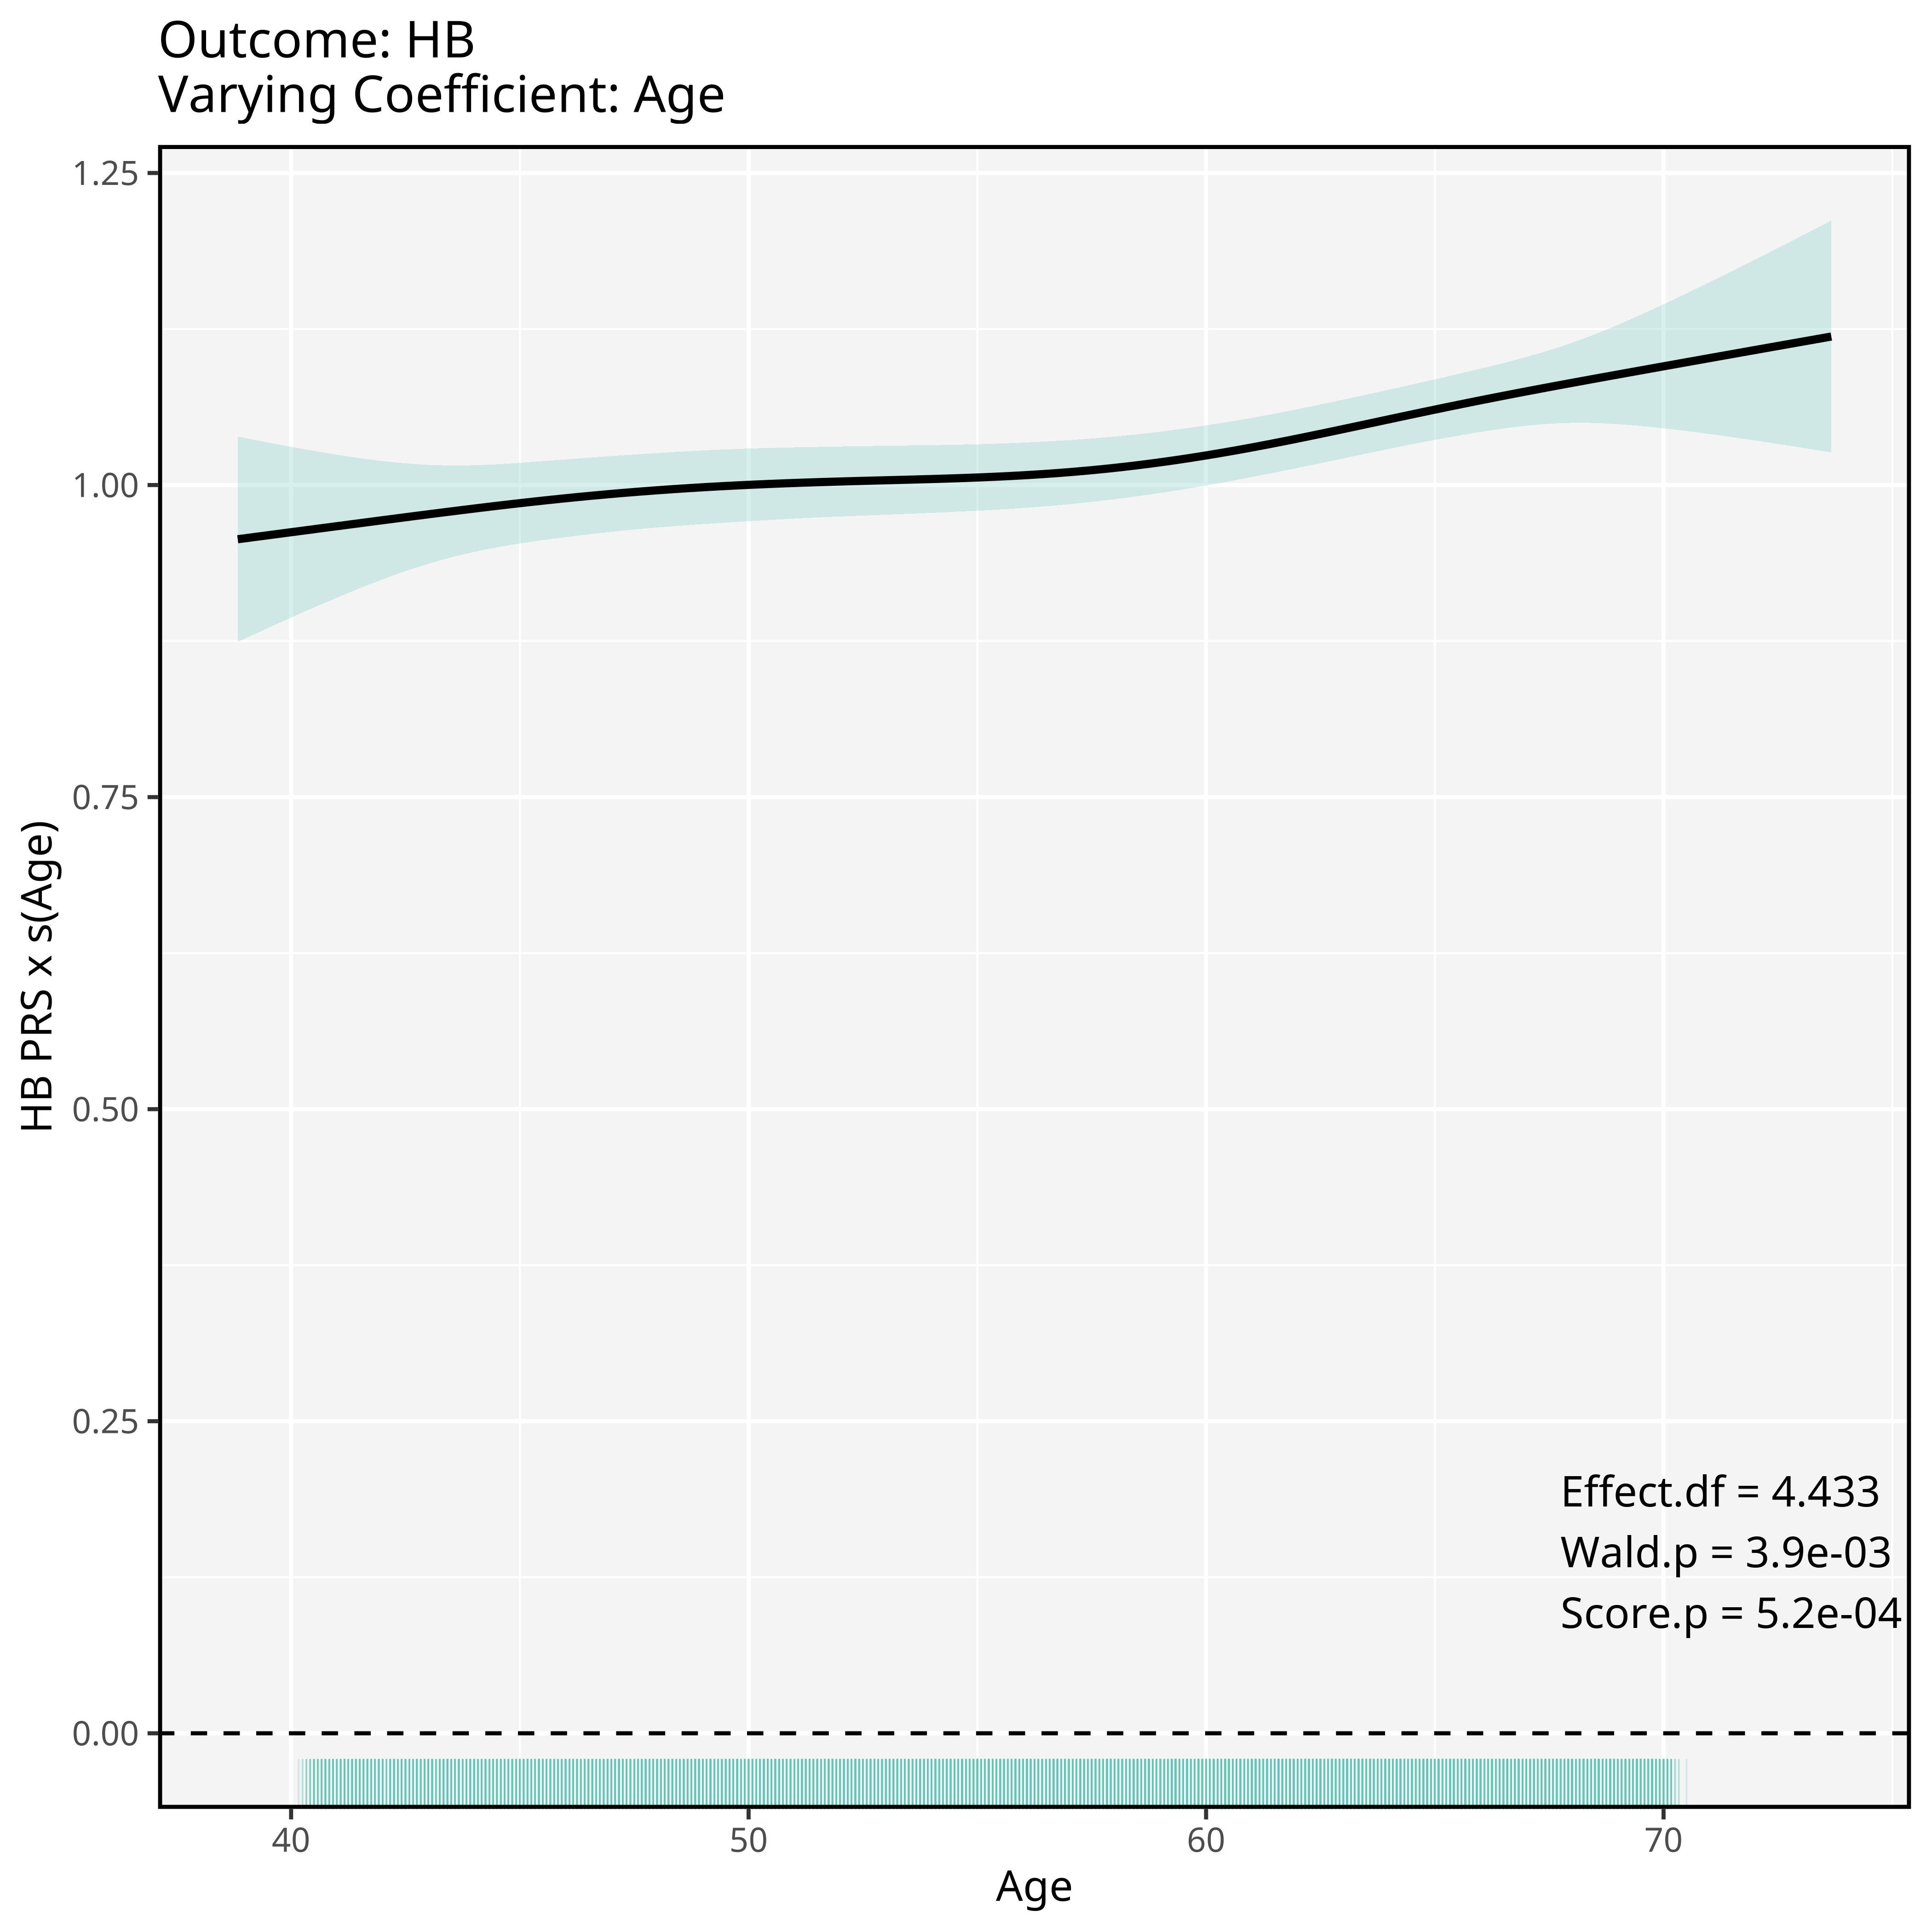 Outcome: HB
Varying Coefficient: Age
1.25
1.00
0.75
0.50
0.25
0.00
HB PRS x s(Age)
Effect.df = 4.433
Wald.p = 3.9e-03
Score.p = 5.2e-04
40 50 60 70
Age